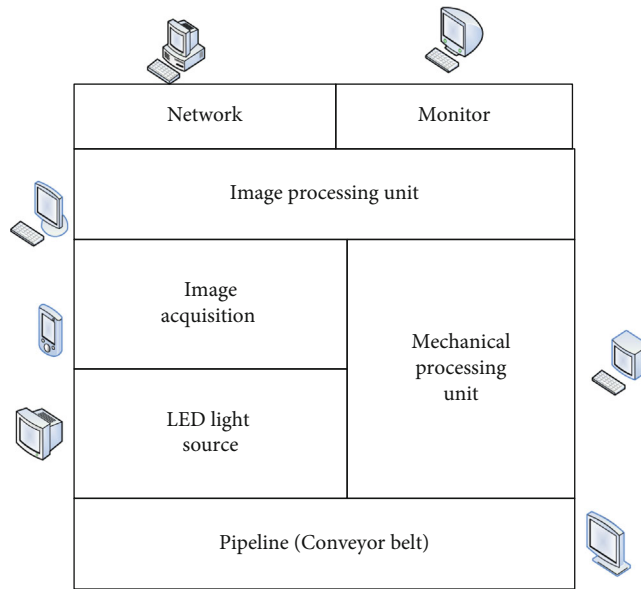 Network
Monitor
Image processing unit
Image
acquisition
Mechanical
processing
unit
LED light
source
Pipeline (Conveyor belt)